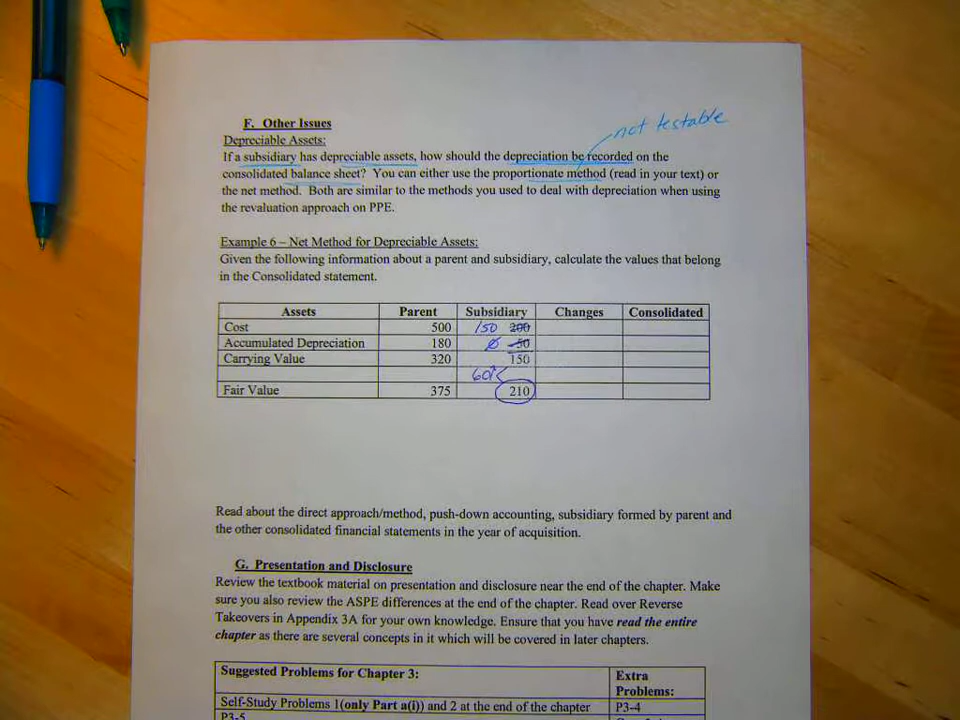 F. Other Issues
not testable
Depreciable Assets:
If a subsidiary has depreciable assets, how should the depreciation be recorded on the
consolidated balance sheet? You can either use the proportionate method (read in your text) or
the net method. Both are similar to the methods you used to deal with depreciation when using
the revaluation approach on PPE.
Example 6 – Net Method for Depreciable Assets:
Given the following information about a parent and subsidiary, calculate the values that belong
in the Consolidated statement.
Assets Parent Subsidiary Changes Consolidated
Cost 500 150 200
Accumulated Depreciation 180 Ø 50
Carrying Value 320 150
60
Fair Value 375 210
Read about the direct approach/method, push-down accounting, subsidiary formed by parent and
the other consolidated financial statements in the year of acquisition.
G. Presentation and Disclosure
Review the textbook material on presentation and disclosure near the end of the chapter. Make
sure you also review the ASPE differences at the end of the chapter. Read over Reverse
Takeovers in Appendix 3A for your own knowledge. Ensure that you have read the entire
chapter as there are several concepts in it which will be covered in later chapters.
Suggested Problems for Chapter 3: Extra
Problems:
Self-Study Problems 1(only Part a(i)) and 2 at the end of the chapter P3-4
P3-5